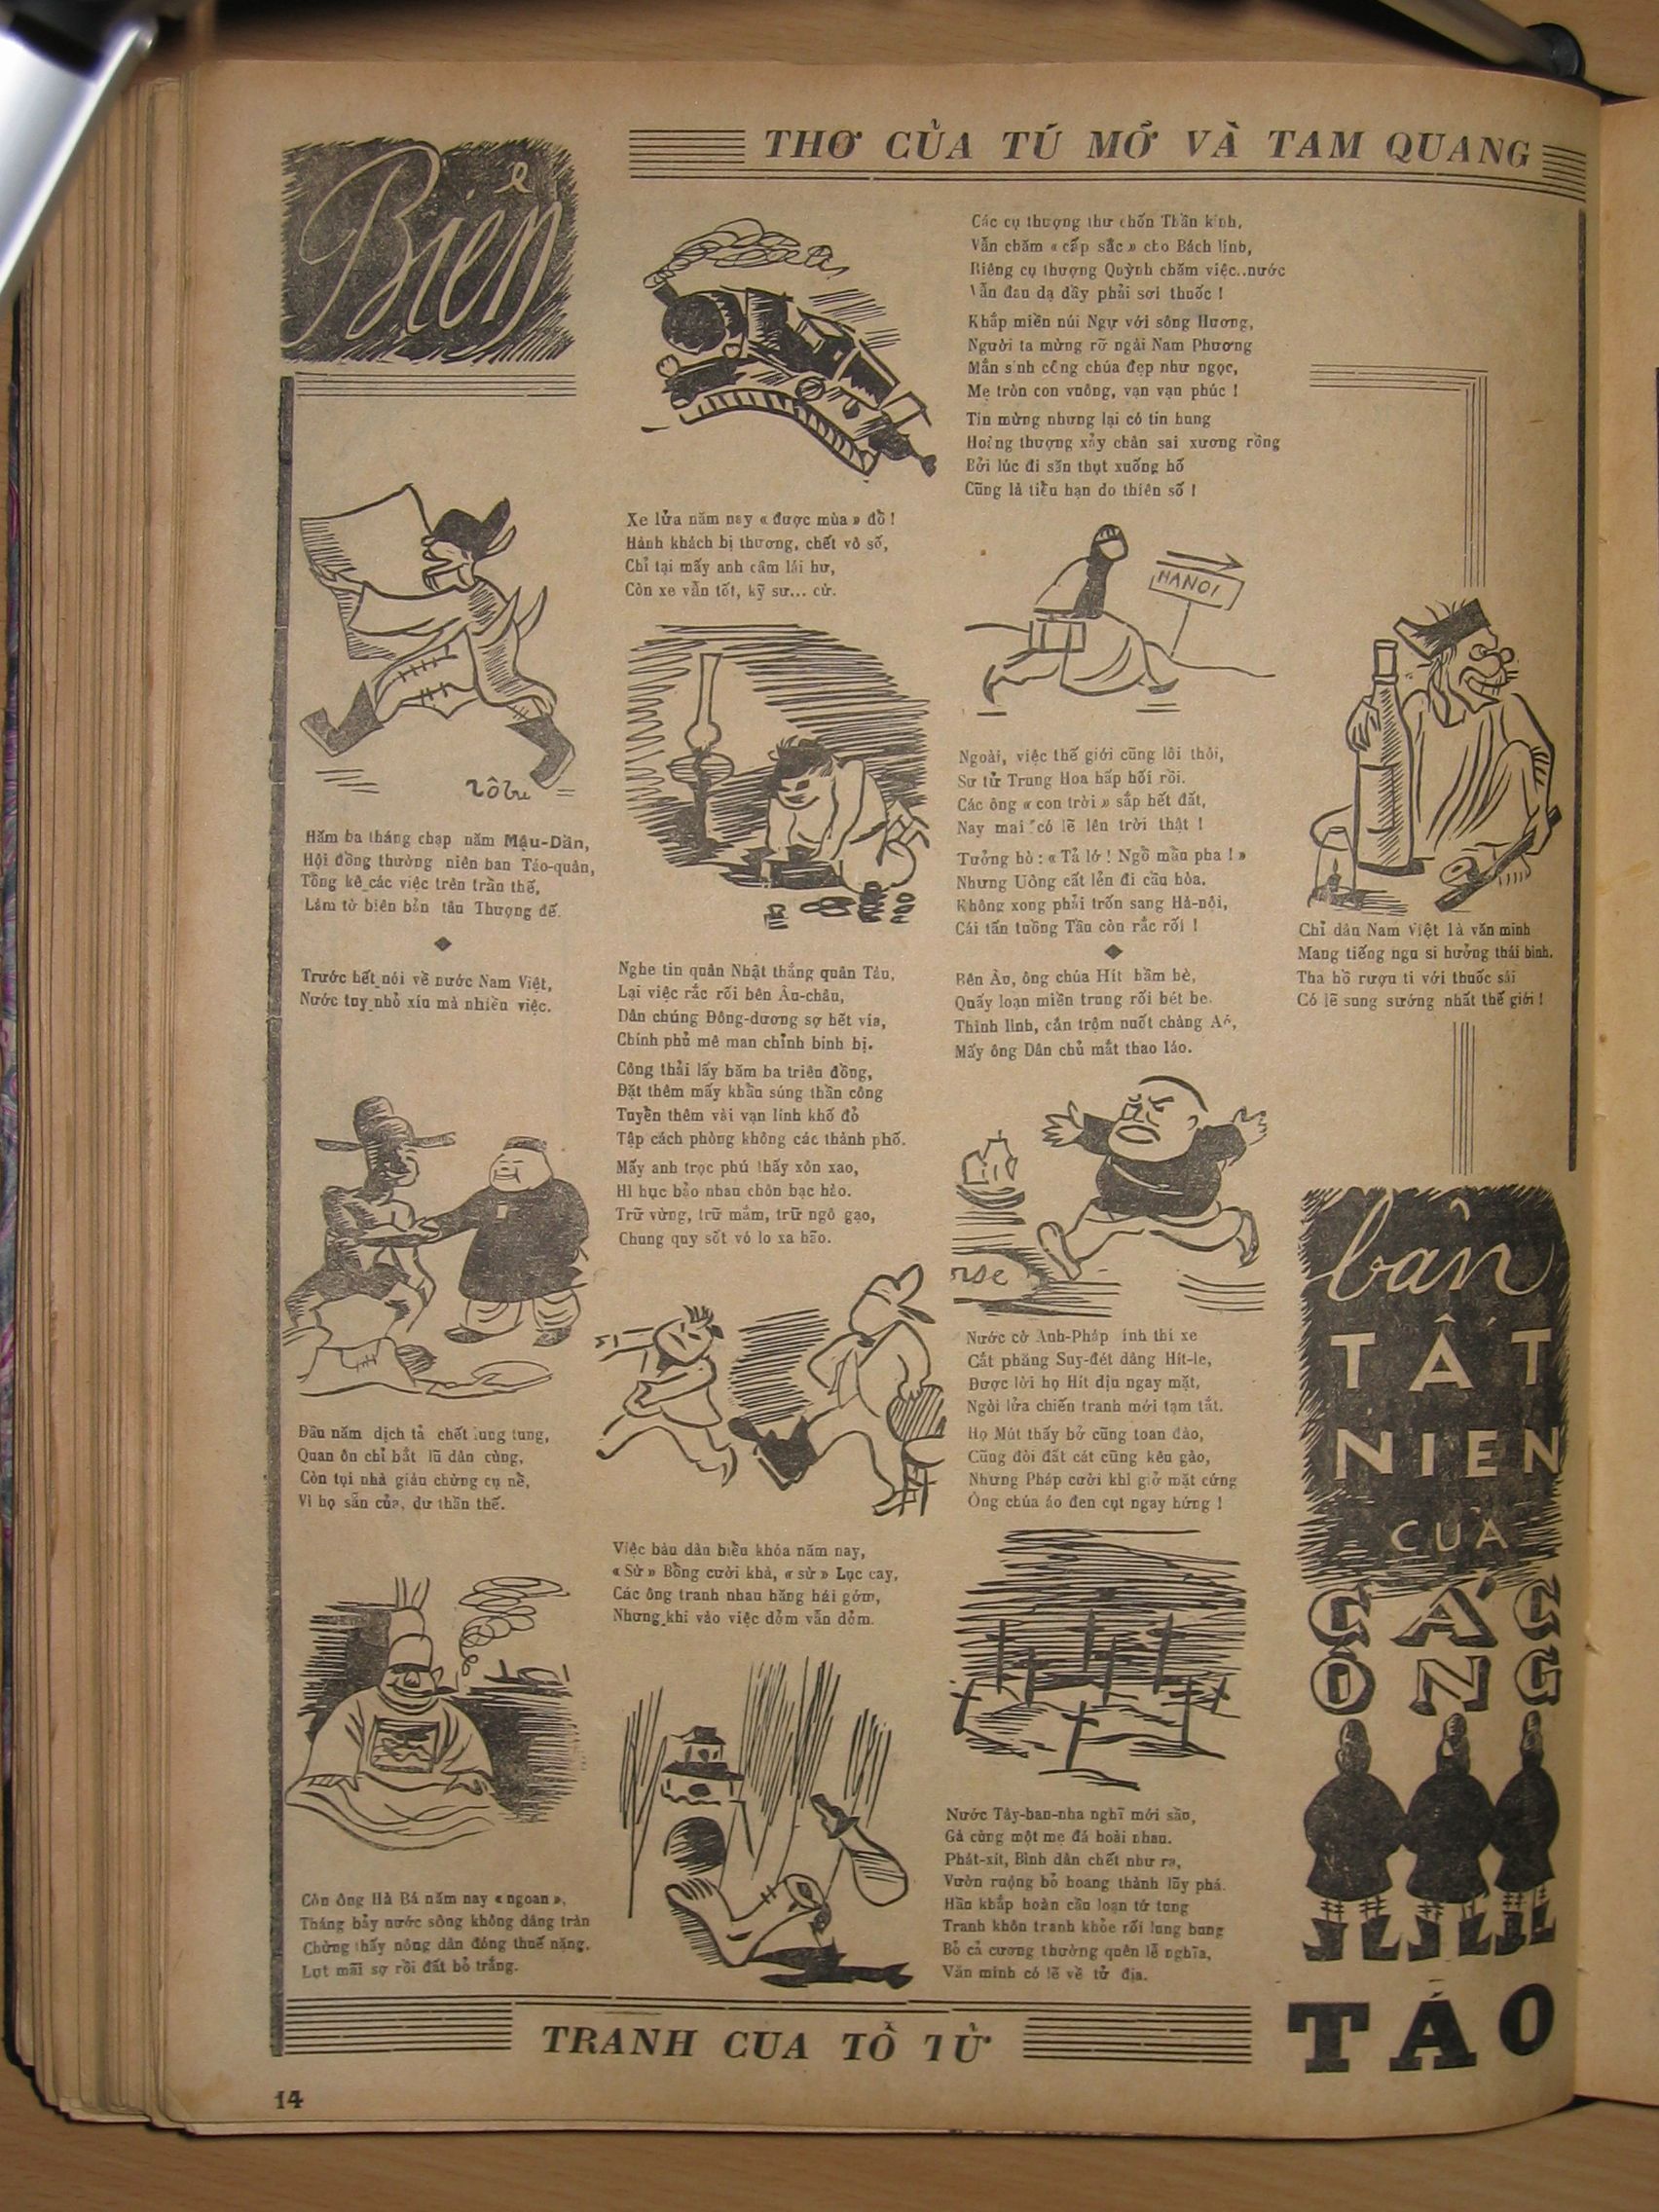 Biên
THƠ CỦA TÚ MỠ VÀ TAM QUANG
rôbu
Hăm ba tháng chạp năm Mậu-Dần,
Hội đồng thường niên ban Táo-quân,
Tổng kê các việc trên trần thế,
Làm tờ biên bản tâu Thượng đế.
Trước hết nói về nước Nam Việt,
Nước tuy nhỏ xíu mà nhiều việc.
Đầu năm dịch tả chết lung tung,
Quan ôn chỉ bắt lũ dân cùng,
Còn tụi nhà giàu chừng cụ nể,
Vì họ sẵn của, dư thần thế.
Còn ông Hà Bá năm nay « ngoan »,
Tháng bảy nước sông không dâng tràn
Chừng thấy nông dân đóng thuế nặng,
Lụt mãi sợ rồi đất bỏ trắng.
Xe lửa năm nay « được mùa » đổ !
Hành khách bị thương, chết vô số,
Chỉ tại mấy anh cầm lái hư,
Còn xe vẫn tốt, kỹ sư... cừ.
Nghe tin quân Nhật thắng quân Tàu,
Lại việc rắc rối bên Âu-châu,
Dân chúng Đông-dương sợ hết vía,
Chính phủ mê man chỉnh binh bị.
Công thải lấy băm ba triệu đồng,
Đặt thêm mấy khẩu súng thần công
Tuyển thêm vài vạn lính khố đỏ
Tập cách phòng không các thành phố.
Mấy anh trọc phú thấy xôn xao,
Hì hục bảo nhau chôn bạc hào.
Trữ vừng, trữ mắm, trữ ngô gạo,
Chung quy sốt vó lo xa hão.
Việc bầu dân biểu khóa năm nay,
« Sừ » Bồng cười khà, « sừ » Lục cay,
Các ông tranh nhau hăng hái gớm,
Nhưng khi vào việc dởm vẫn dởm.
Các cụ thượng thư chốn Thần kinh,
Vẫn chăm « cấp sắc » cho Bách linh,
Riêng cụ thượng Quỳnh chăm việc..nước
Vẫn đau dạ dầy phải sơi thuốc !
Khắp miền núi Ngự với sông Hương,
Người ta mừng rỡ ngài Nam Phương
Mãn sinh công chúa đẹp như ngọc,
Mẹ tròn con vuông, vạn vạn phúc !
Tin mừng nhưng lại có tin hung
Hoàng thượng xảy chân sai xương rồng
Bởi lúc đi săn thụt xuống hố
Cũng là tiểu hạn do thiên số !
HANOI
Ngoài, việc thế giới cũng lôi thôi,
Sư tử Trung Hoa hấp hối rồi.
Các ông « con trời » sắp hết đất,
Nay mai có lẽ lên trời thật !
Tưởng bở : « Tả lớ ! Ngộ mần pha ! »
Nhưng Uông cất lẻn đi cầu hòa.
Không xong phải trốn sang Hà-nội,
Cái tấn tuồng Tầu còn rắc rối !
Bên Âu, ông chúa Hít hầm hè,
Quấy loạn miền trung rối bét be.
Thình lình, cắn trộm nuốt chàng Áo,
Mấy ông Dân chủ mắt thao láo.
Nước cờ Anh-Pháp inh thi xe
Cắt phăng Suy-đét dâng Hít-le,
Được lời họ Hít dịu ngay mặt,
Ngòi lửa chiến tranh mới tạm tắt.
Họ Mút thấy bở cũng toan đào,
Cũng đòi đất cát cũng kêu gào,
Nhưng Pháp cười khì giở mặt cứng
Ông chúa áo đen cụt ngay hứng !
Nước Tây-ban-nha nghĩ mới sầu,
Gà cùng một mẹ đá hoài nhau.
Phát-xít, Bình dân chết như rạ,
Vườn ruộng bỏ hoang thành lũy phá.
Hầu khắp hoàn cầu loạn tứ tung
Tranh khôn tranh khỏe rối lung bung
Bỏ cả cương thường quên lễ nghĩa,
Văn minh có lẽ về tử địa.
Chỉ dân Nam Việt là văn minh
Mang tiếng ngu si hưởng thái bình.
Tha hồ rượu ti với thuốc sái
Có lẽ sung sướng nhất thế giới !
bản
TẤT
NIEN
CỦA
CÁC
ÔNG
TÁO
TRANH CUA TÔ TỬ
14